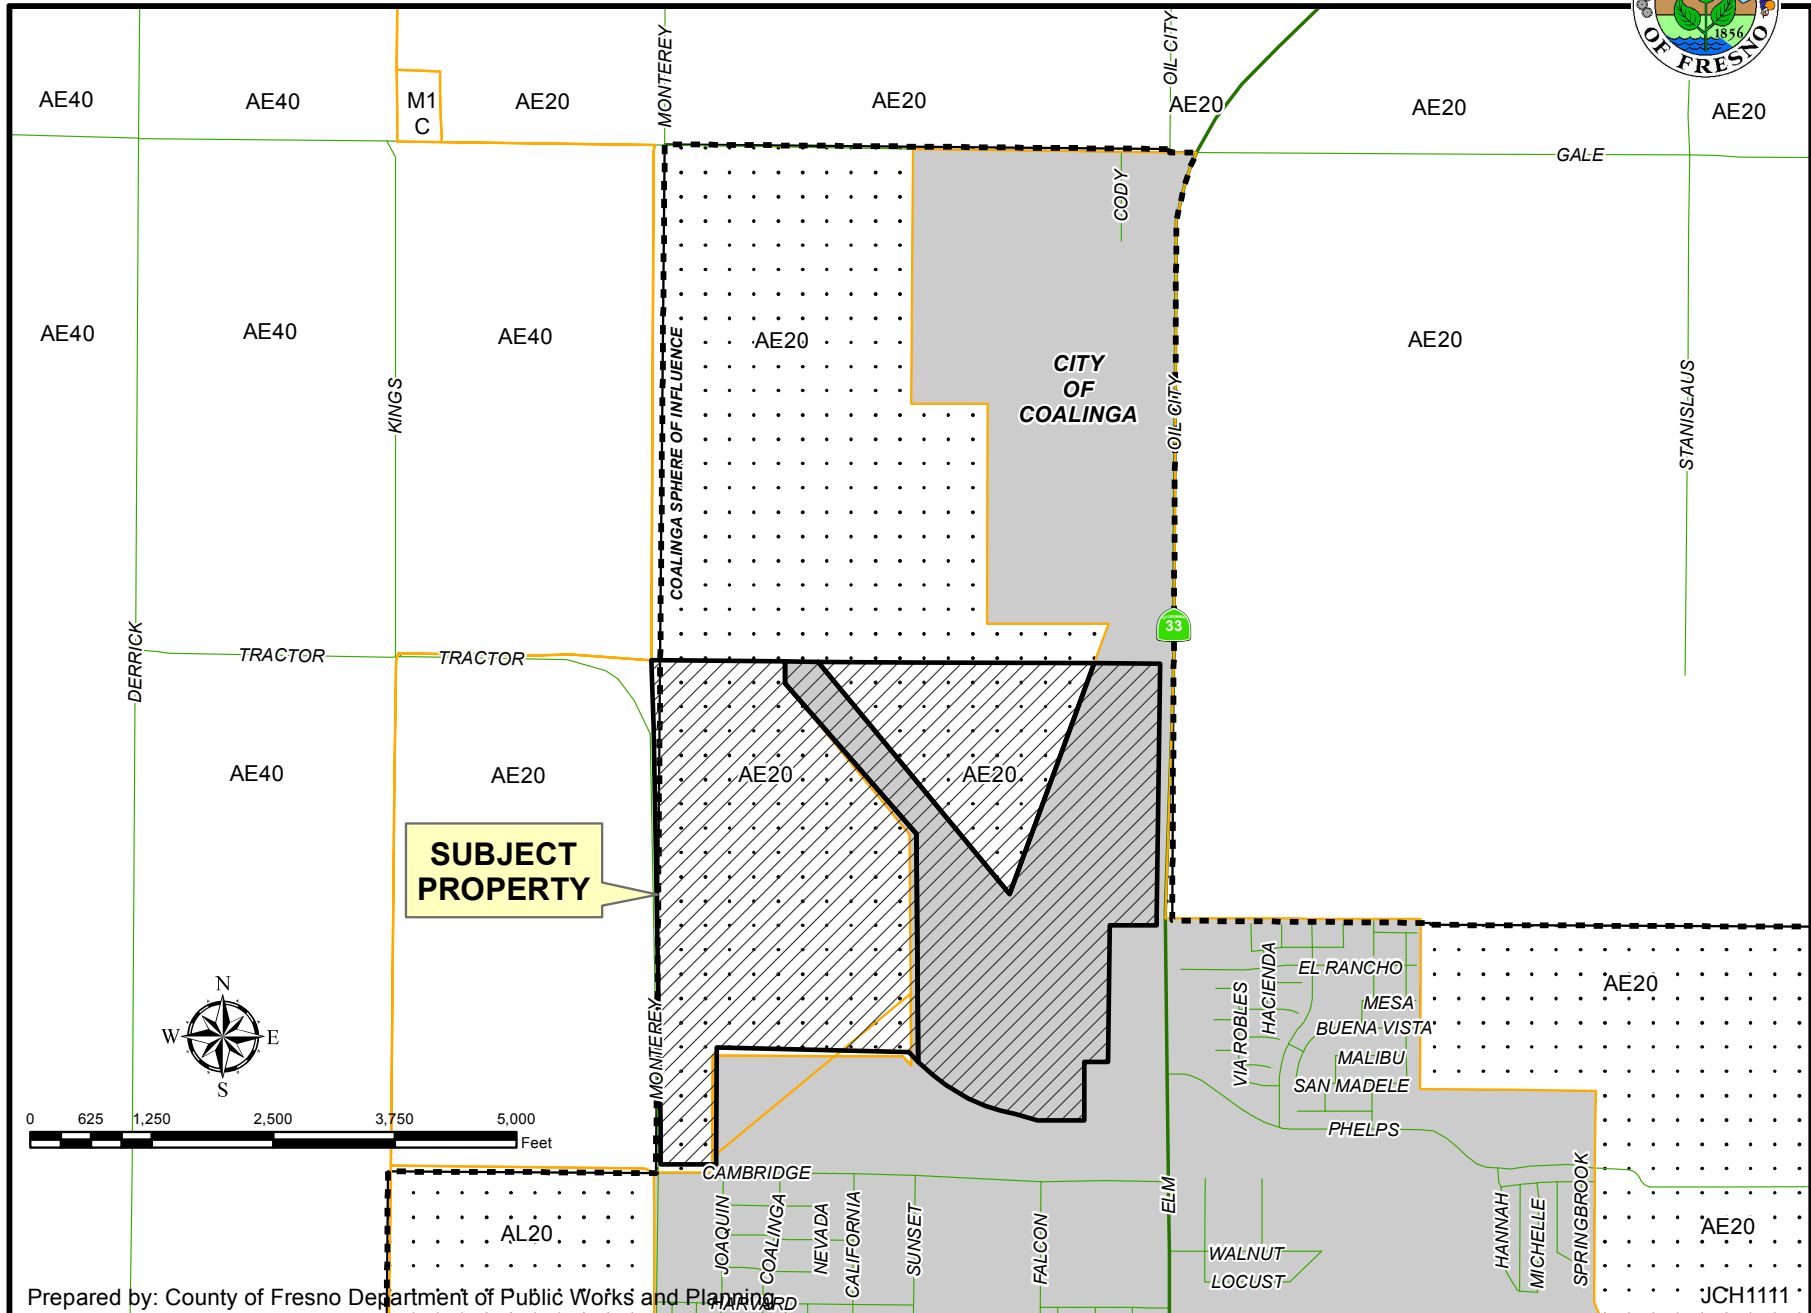 1856
OF FRESNO
MONTEREY
OIL CITY
AE40
AE40
M1
C
AE20
AE20
AE20
AE20
AE20
GALE
CODY
AE40
AE40
AE40
AE20
AE20
KINGS
COALINGA SPHERE OF INFLUENCE
CITY
OF
COALINGA
OIL CITY
STANISLAUS
33
DERRICK
TRACTOR
TRACTOR
AE40
AE20
AE20
AE20
SUBJECT
PROPERTY
N
W
E
S
MONTEREY
VIA ROBLES
HACIENDA
EL RANCHO
MESA
BUENA VISTA
MALIBU
SAN MADELE
PHELPS
AE20
0 625 1,250 2,500 3,750 5,000
Feet
CAMBRIDGE
AL20
JOAQUIN
COALINGA
NEVADA
CALIFORNIA
SUNSET
FALCON
ELM
WALNUT
LOCUST
HANNAH
MICHELLE
SPRINGBROOK
AE20
HARVARD
Prepared by: County of Fresno Department of Public Works and Planning
JCH1111